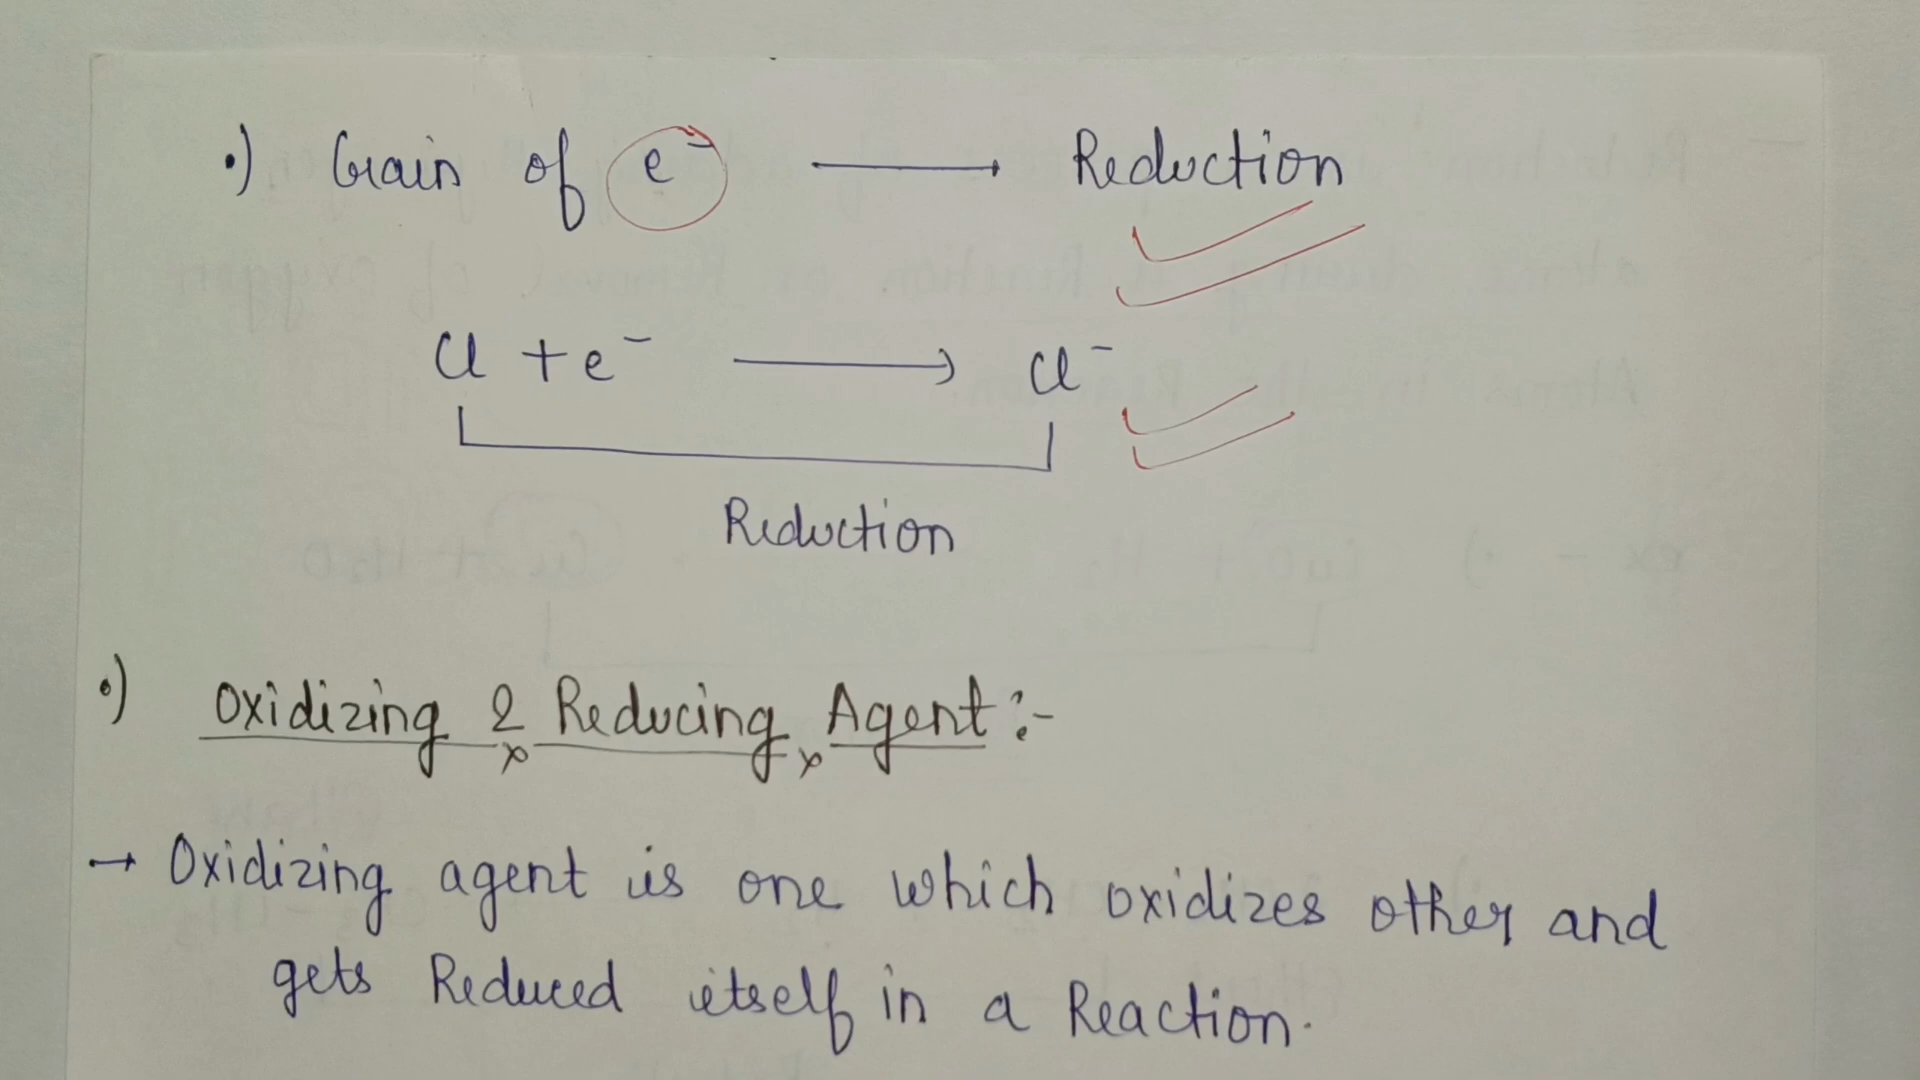 •) Gain of e⁻ ⟶ Reduction
Cl + e⁻ ⟶ Cl⁻
Reduction
•) Oxidizing & Reducing Agent :-
→ Oxidizing agent is one which oxidizes other and
gets Reduced itself in a Reaction.